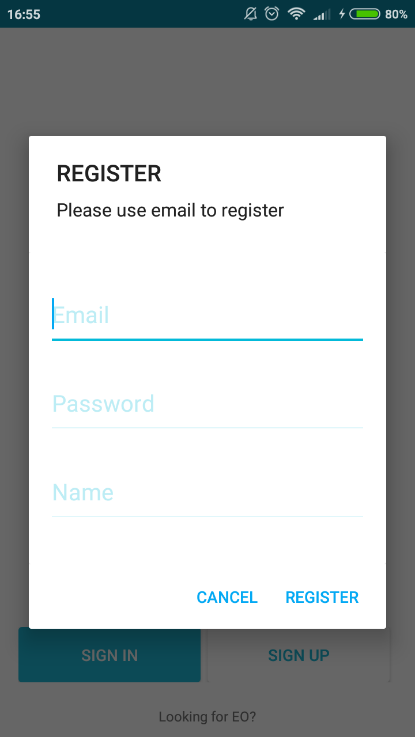 16:55
80%
REGISTER
Please use email to register
Email
Password
Name
CANCEL REGISTER
SIGN IN SIGN UP
Looking for EO?